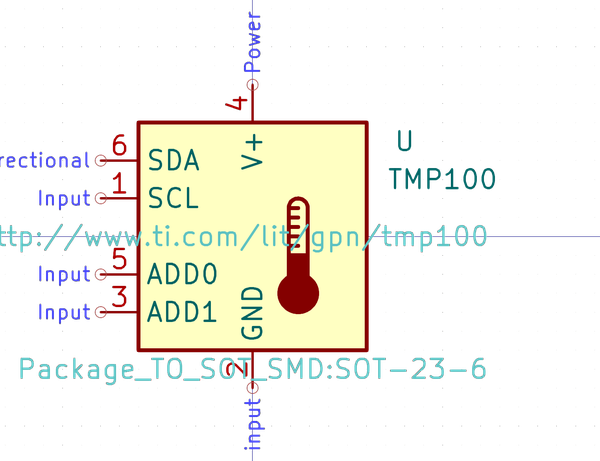 Power
4
V+
U
TMP100
rectional
6
SDA
Input
1
SCL
ttp://www.ti.com/lit/gpn/tmp100
Input
5
ADD0
Input
3
ADD1
GND
Package_TO_SOT_SMD:SOT-23-6
2
input